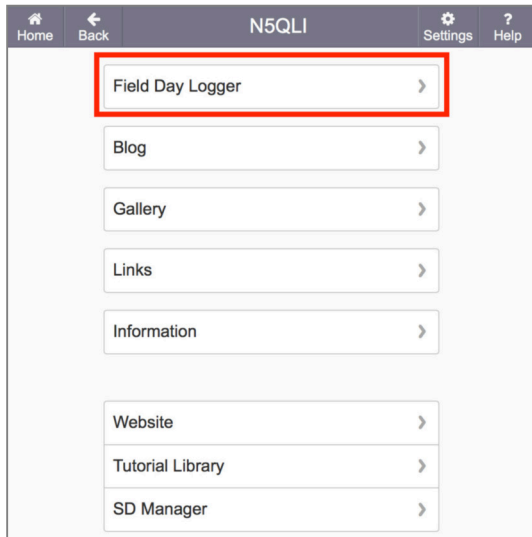 Home Back N5QLI Settings ? Help
Field Day Logger
Blog
Gallery
Links
Information
Website
Tutorial Library
SD Manager